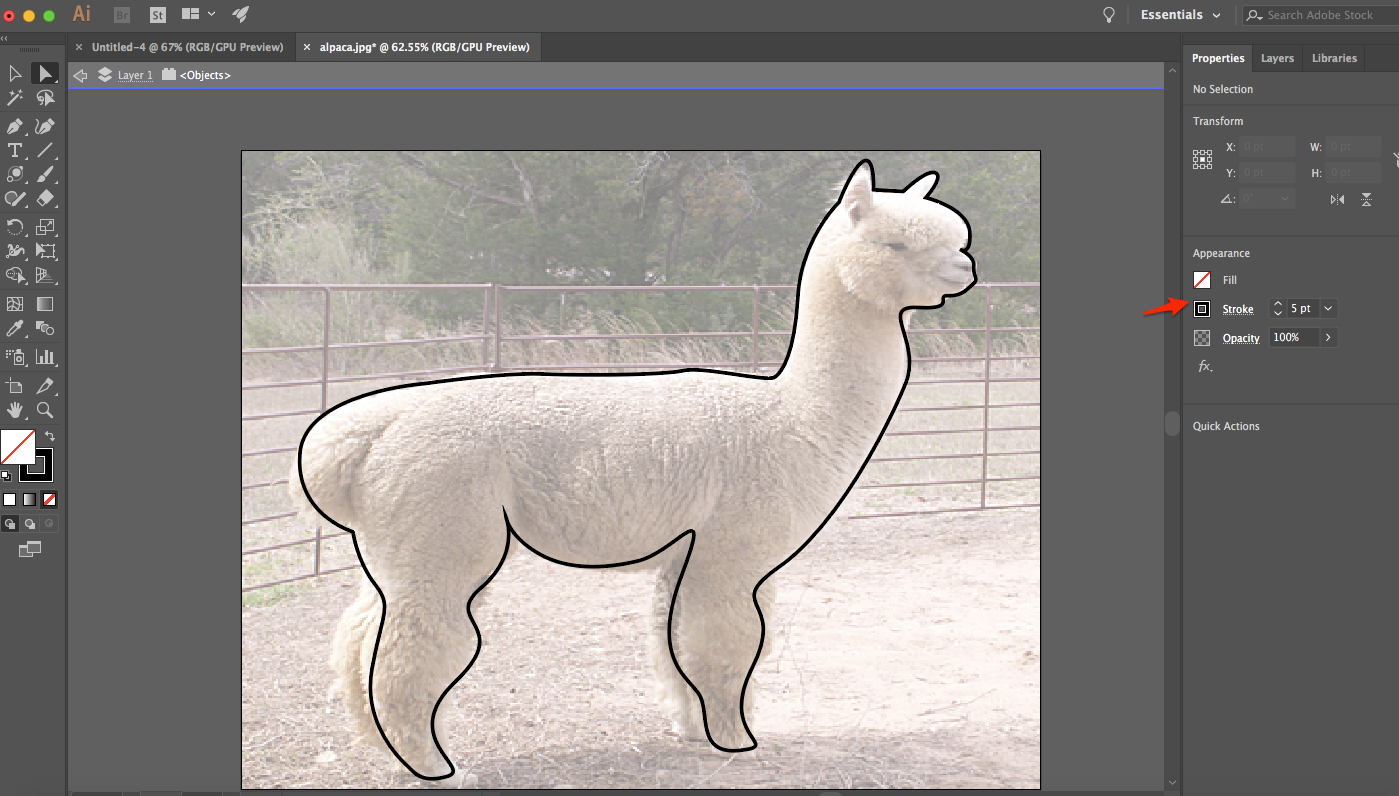 Ai Br St Essentials Search Adobe Stock
× Untitled-4 @ 67% (RGB/GPU Preview) × alpaca.jpg* @ 62.55% (RGB/GPU Preview)
Layer 1 <Objects>
Properties Layers Libraries
No Selection
Transform
X: 0 pt W: 0 pt
Y: 0 pt H: 0 pt
0°
Appearance
Fill
Stroke 5 pt
Opacity 100%
fx.
Quick Actions